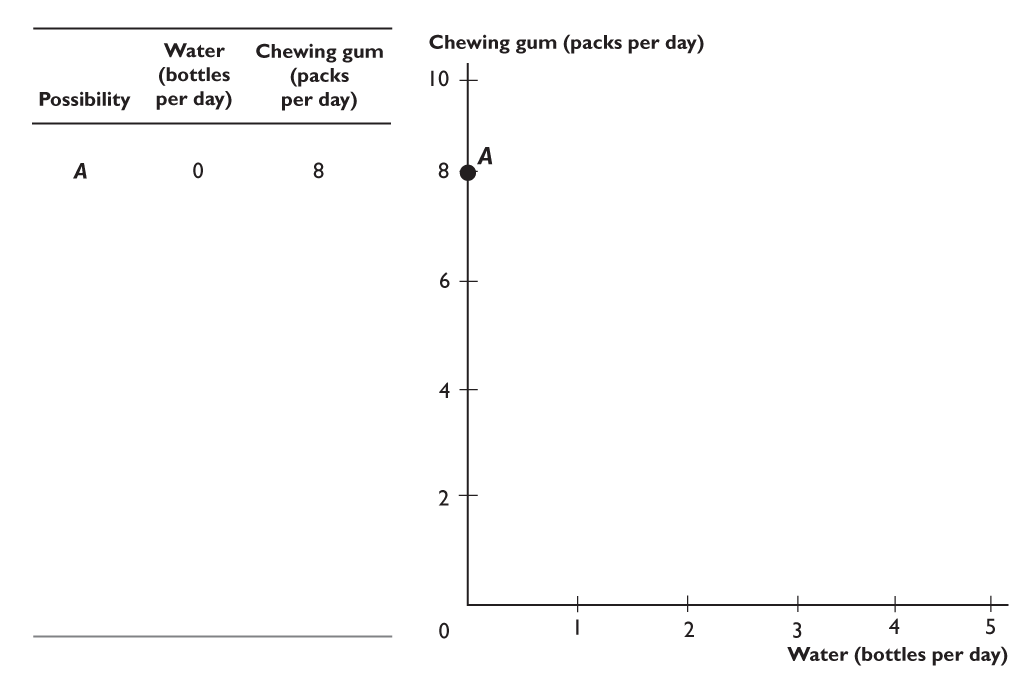 Water
(bottles
per day)
Chewing gum
(packs
per day)
Possibility
A 0 8
Chewing gum (packs per day)
10
8
A
6
4
2
0
1 2 3 4 5
Water (bottles per day)